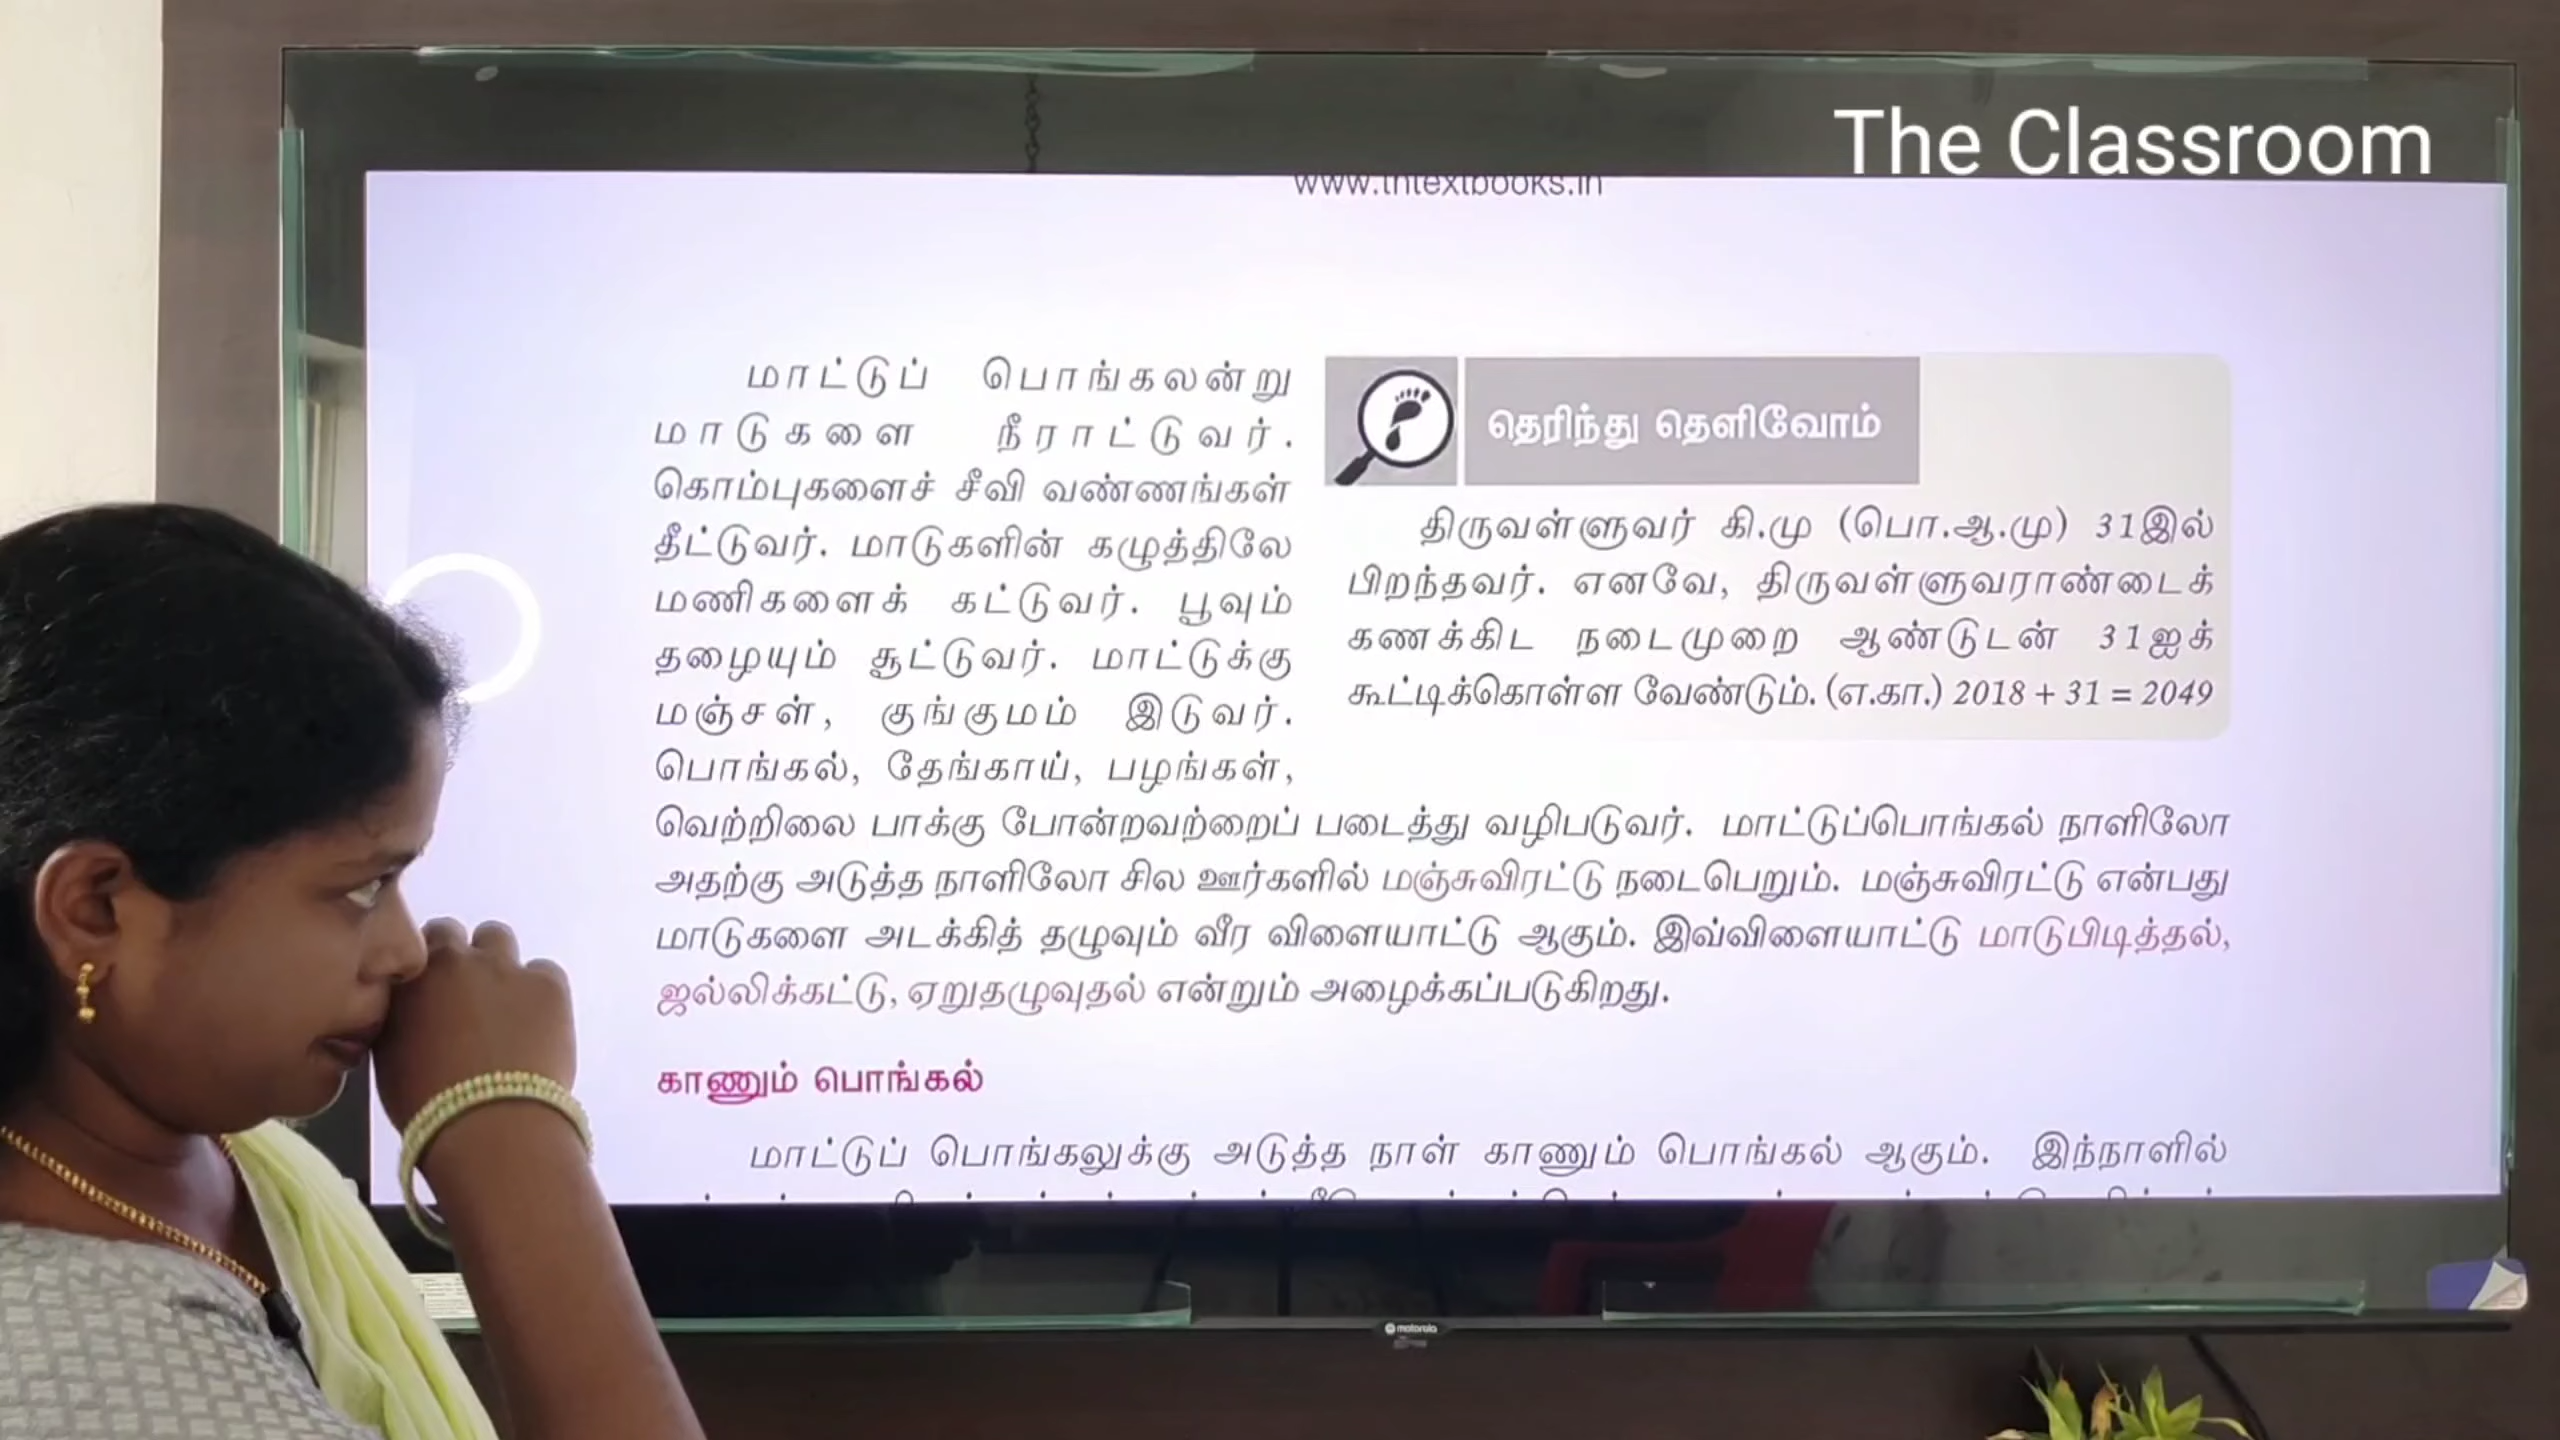 The Classroom
www.tntextbooks.in
மாட்டுப் பொங்கலன்று
மாடுகளை நீராட்டுவர்.
கொம்புகளைச் சீவி வண்ணங்கள்
தீட்டுவர். மாடுகளின் கழுத்திலே
மணிகளைக் கட்டுவர். பூவும்
தழையும் சூட்டுவர். மாட்டுக்கு
மஞ்சள், குங்குமம் இடுவர்.
பொங்கல், தேங்காய், பழங்கள்,
தெரிந்து தெளிவோம்
திருவள்ளுவர் கி.மு (பொ.ஆ.மு) 31இல்
பிறந்தவர். எனவே, திருவள்ளுவராண்டைக்
கணக்கிட நடைமுறை ஆண்டுடன் 31ஐக்
கூட்டிக்கொள்ள வேண்டும். (எ.கா.) 2018 + 31 = 2049
வெற்றிலை பாக்கு போன்றவற்றைப் படைத்து வழிபடுவர். மாட்டுப்பொங்கல் நாளிலோ
அதற்கு அடுத்த நாளிலோ சில ஊர்களில் மஞ்சுவிரட்டு நடைபெறும். மஞ்சுவிரட்டு என்பது
மாடுகளை அடக்கித் தழுவும் வீர விளையாட்டு ஆகும். இவ்விளையாட்டு மாடுபிடித்தல்,
ஜல்லிக்கட்டு, ஏறுதழுவுதல் என்றும் அழைக்கப்படுகிறது.
காணும் பொங்கல்
மாட்டுப் பொங்கலுக்கு அடுத்த நாள் காணும் பொங்கல் ஆகும். இந்நாளில்
motorola